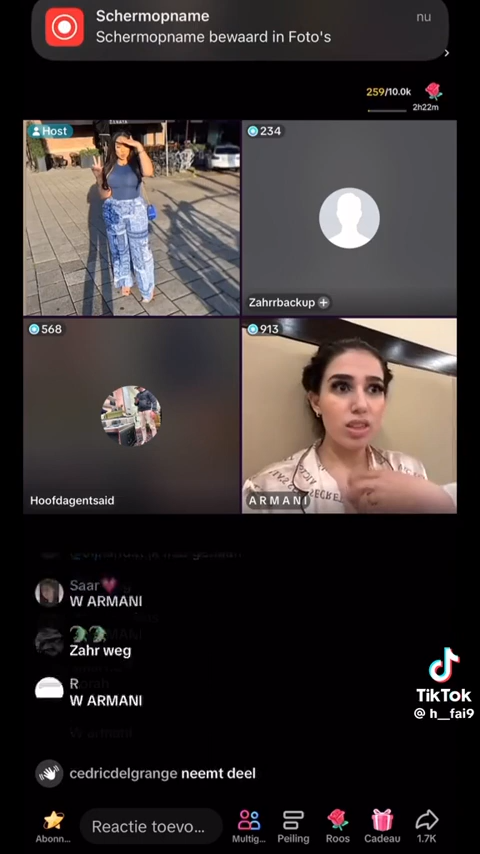 Schermopname
nu
Schermopname bewaard in Foto's
259/10.0k
2h22m
Host
234
Zahrrbackup
568
913
Hoofdagentsaid
ARMANI
Saar
W ARMANI
Zahr weg
R
W ARMANI
TikTok
@ h__fai9
cedricdelgrange neemt deel
Abonn...
Reactie toevo...
Multig...
Peiling
Roos
Cadeau
1.7K